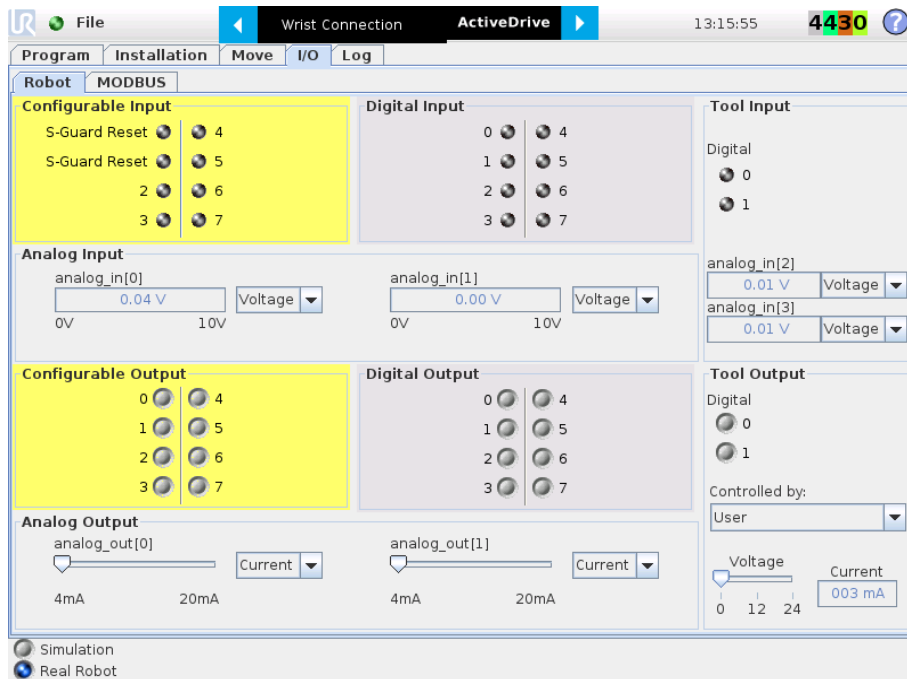 UR File Wrist Connection ActiveDrive 13:15:55 4430 ?
Program Installation Move I/O Log
Robot MODBUS
Configurable Input Digital Input Tool Input
S-Guard Reset 4 0 4
Digital
S-Guard Reset 5 1 5
0
2 6 2 6
1
3 7 3 7
Analog Input
analog_in[0] analog_in[1]
analog_in[2]
0.04 V Voltage 0.00 V Voltage
0.01 V Voltage
0V 10V 0V 10V
analog_in[3]
0.01 V Voltage
Configurable Output Digital Output Tool Output
0 4 0 4
Digital
0
1 5 1 5
1
2 6 2 6
3 7 3 7
Controlled by:
User
Analog Output
analog_out[0] analog_out[1]
Current Current
4mA 20mA 4mA 20mA
Voltage
Current
003 mA
0 12 24
Simulation
Real Robot